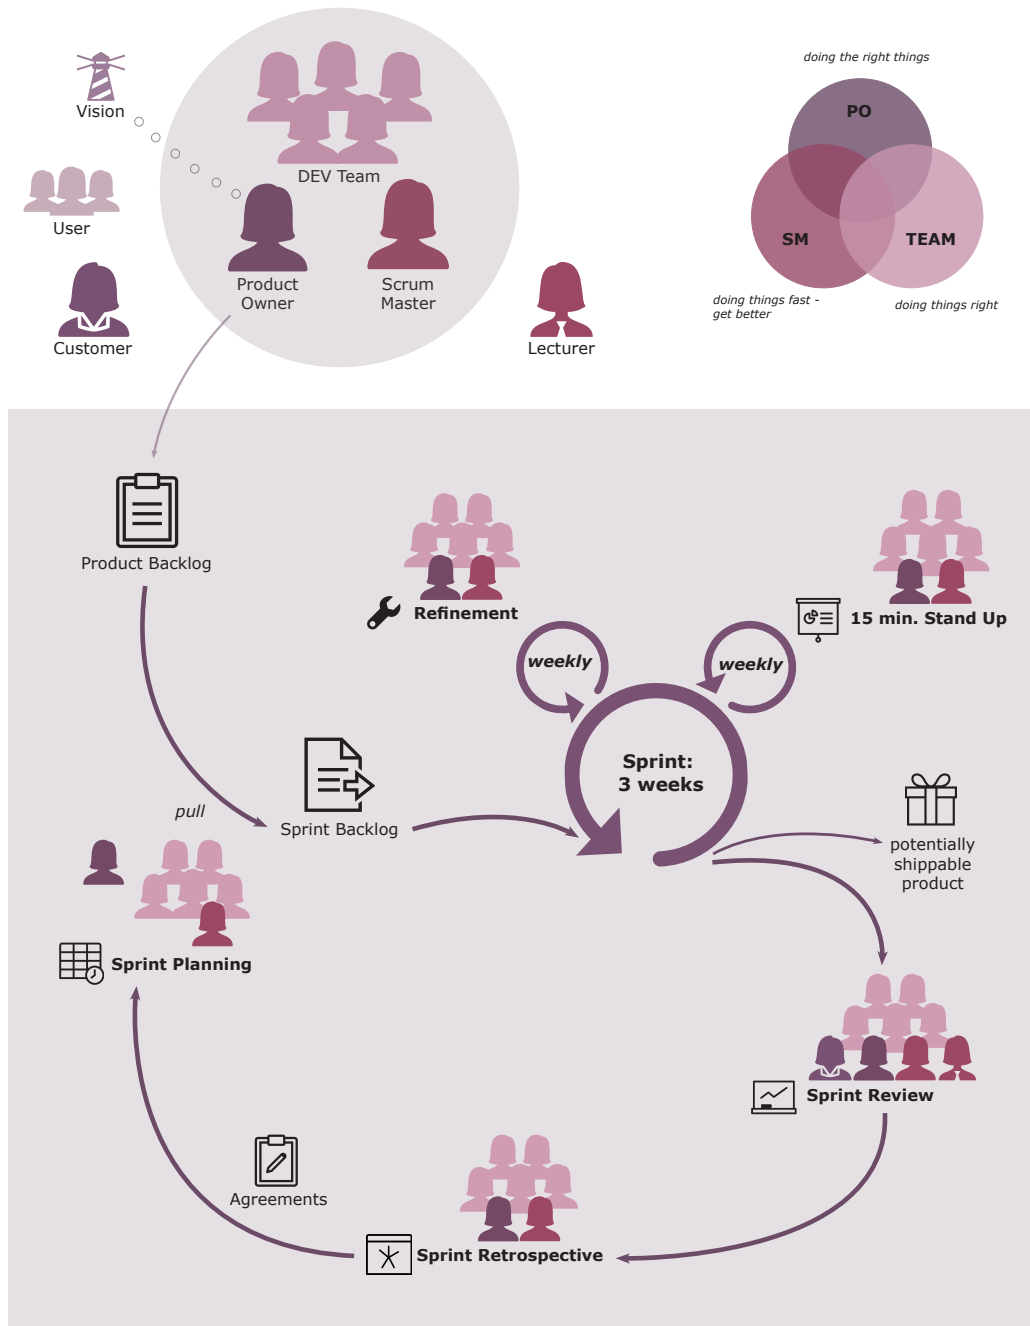 doing the right things
PO
SM
TEAM
doing things fast -
get better
doing things right
Vision
DEV Team
User
Product
Owner
Scrum
Master
Customer
Lecturer
Product Backlog
Refinement
15 min. Stand Up
weekly
weekly
Sprint:
3 weeks
pull
Sprint Backlog
potentially
shippable
product
Sprint Planning
Sprint Review
Agreements
Sprint Retrospective